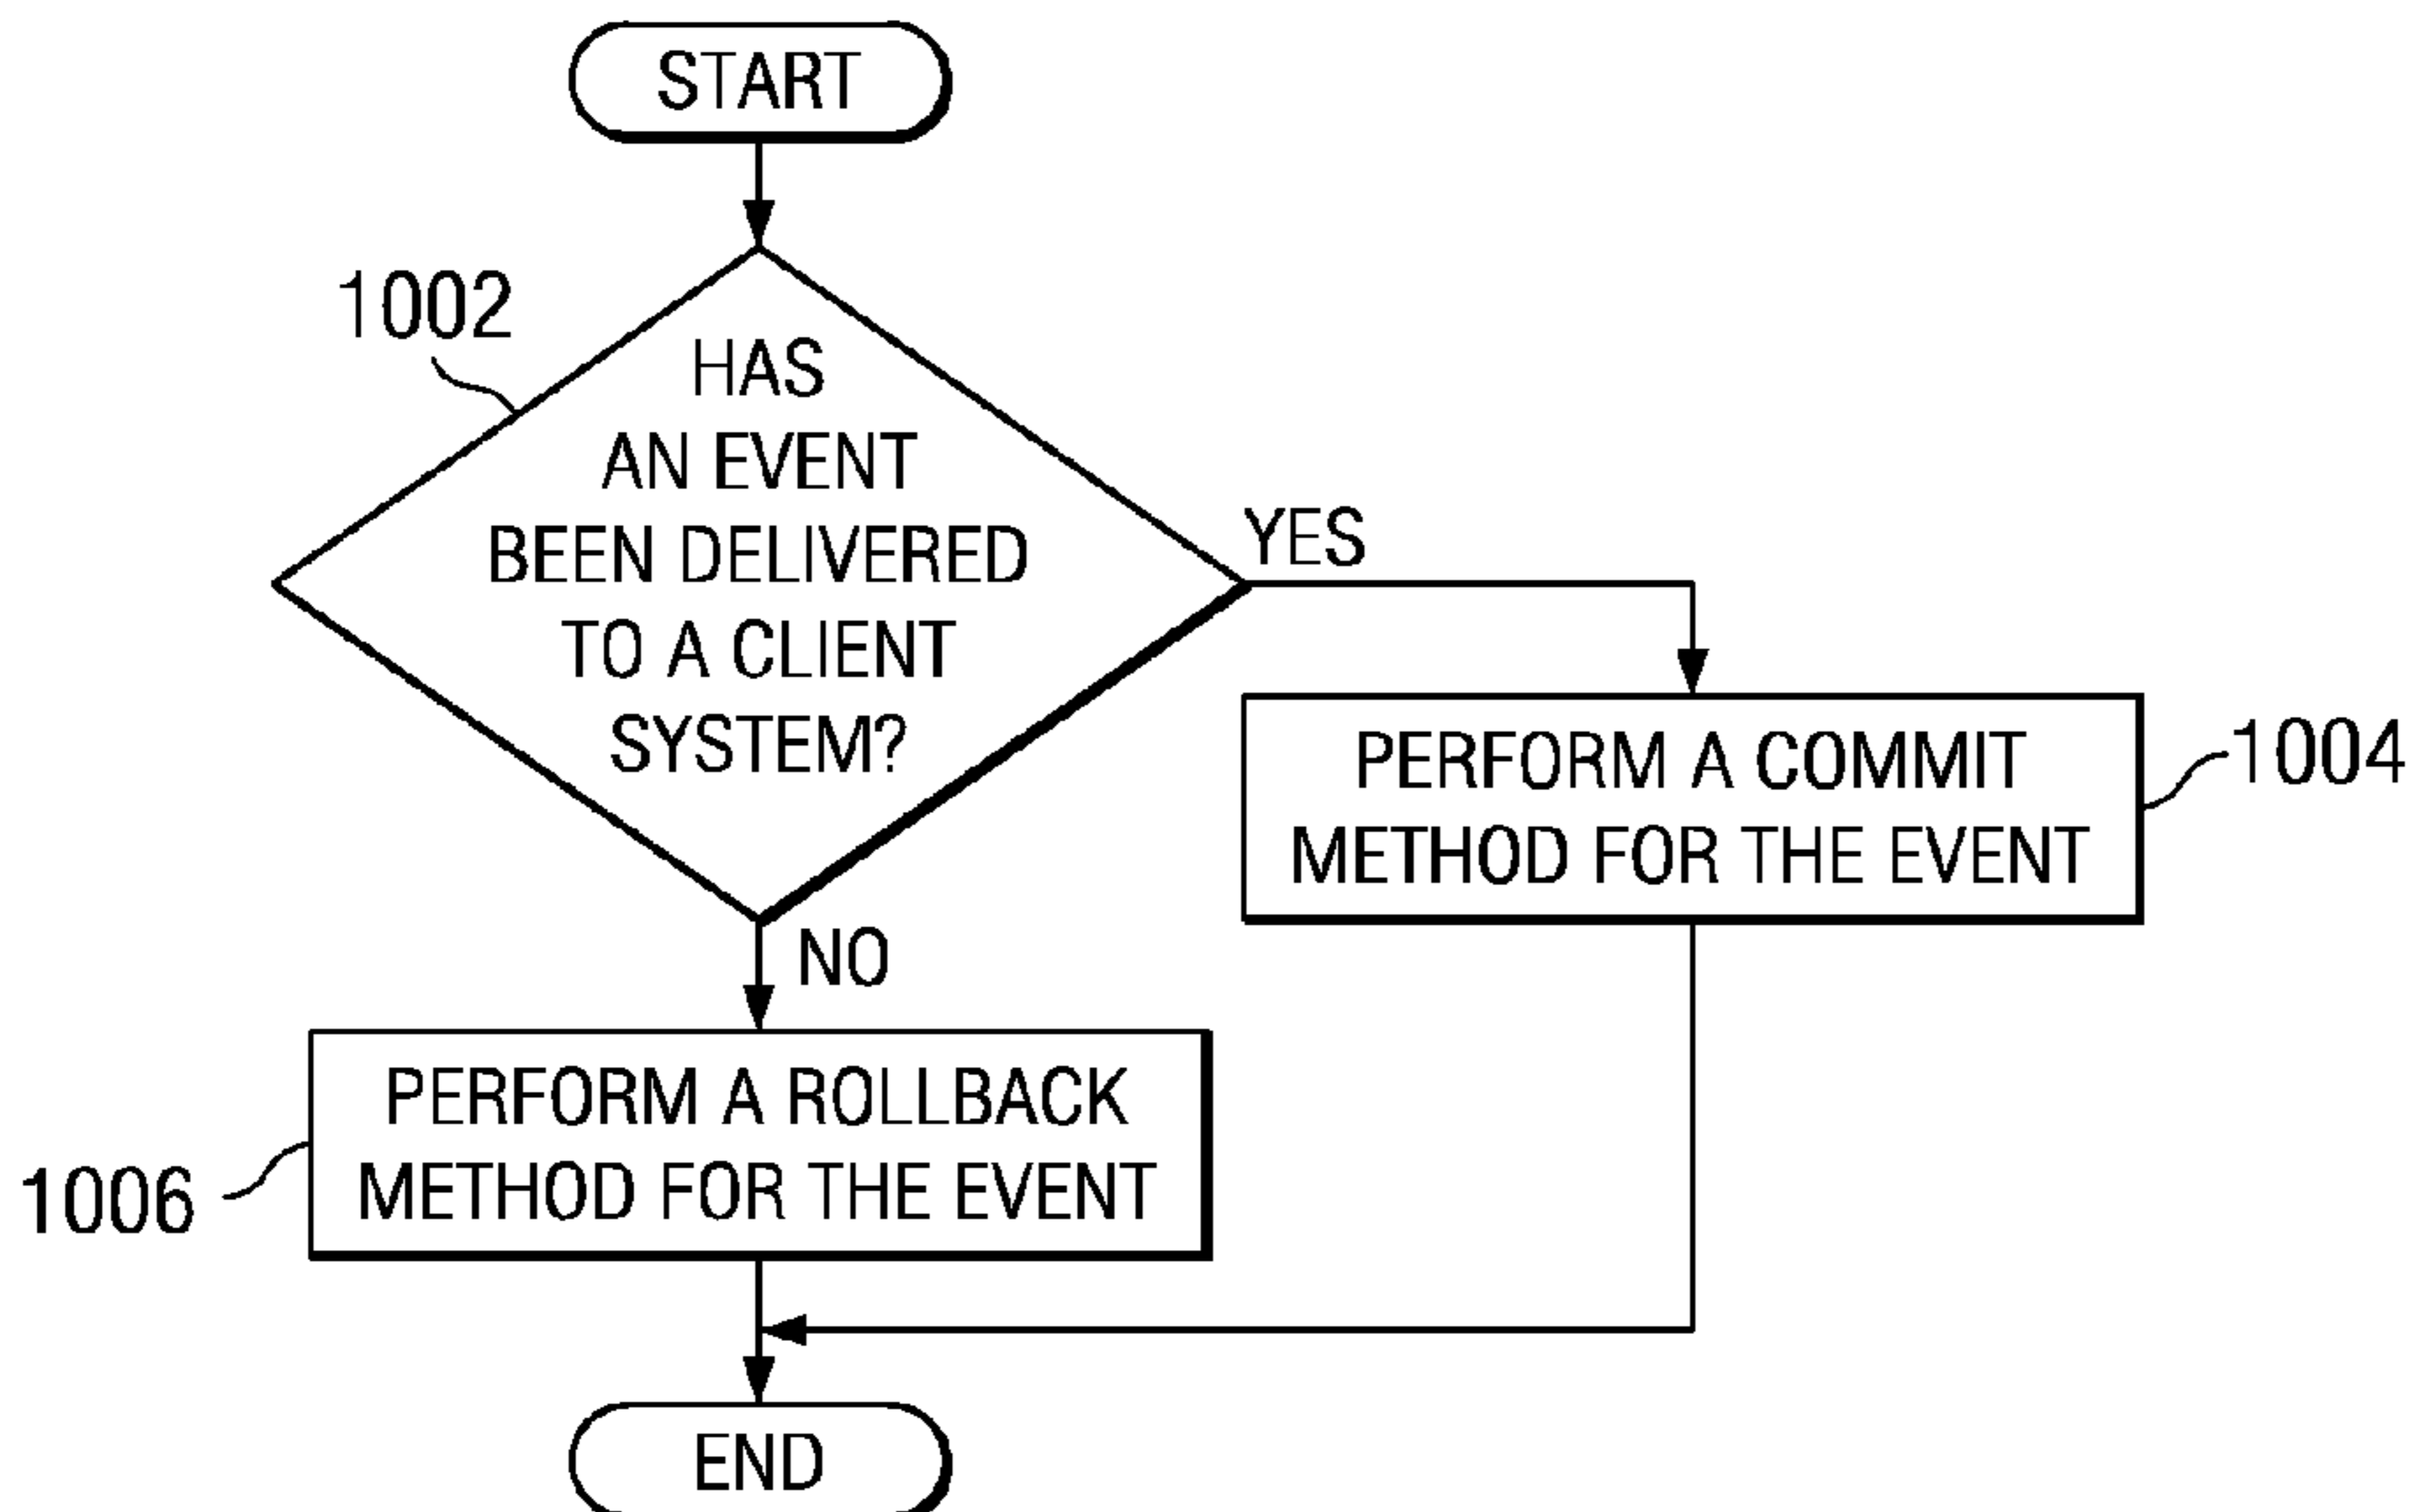 START
1002
HAS
AN EVENT
BEEN DELIVERED
TO A CLIENT
SYSTEM?
YES
PERFORM A COMMIT
METHOD FOR THE EVENT
1004
NO
PERFORM A ROLLBACK
METHOD FOR THE EVENT
1006
END